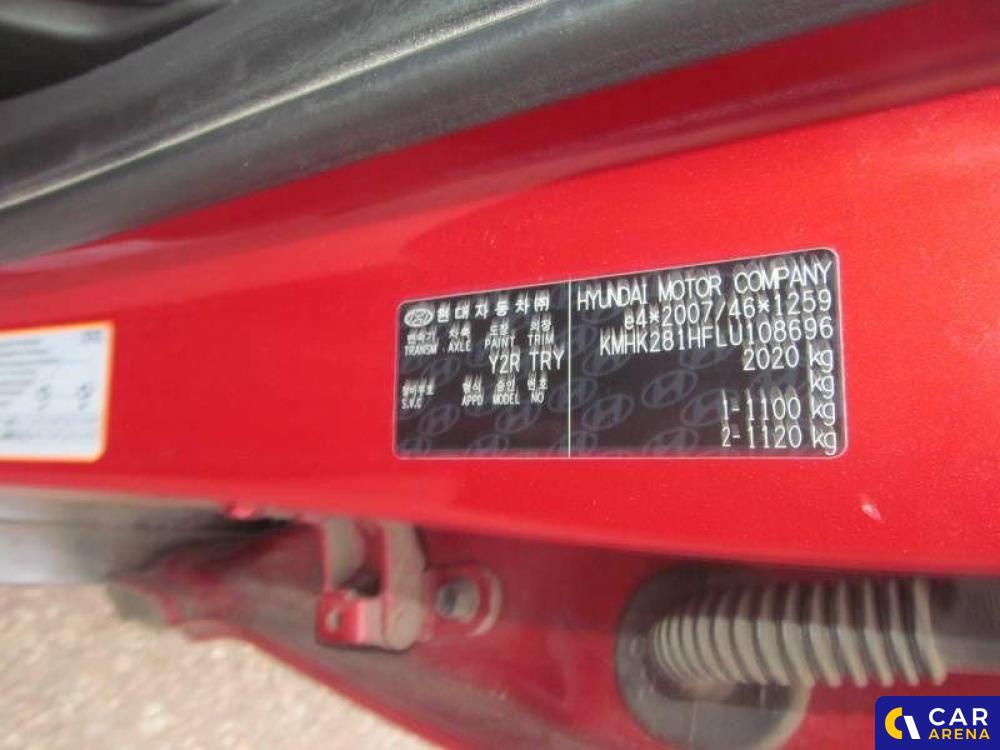 현대자동차㈜
변속기 차축 도장 외장
TRANSM AXLE PAINT TRIM
Y2R TRY
형식 승인 번호
S.V.C APPD MODEL NO
HYUNDAI MOTOR COMPANY
e4*2007/46*1259
KMHK281HFLU108696
2020 kg
kg
1-1100 kg
2-1120 kg
CAR
ARENA